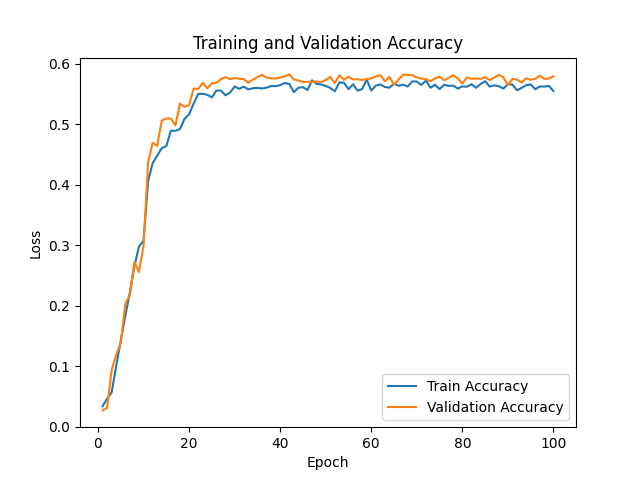 Training and Validation Accuracy
0.6
0.5
0.4
0.3
0.2
0.1
0.0
Loss
0 20 40 60 80 100
Epoch
Train Accuracy
Validation Accuracy